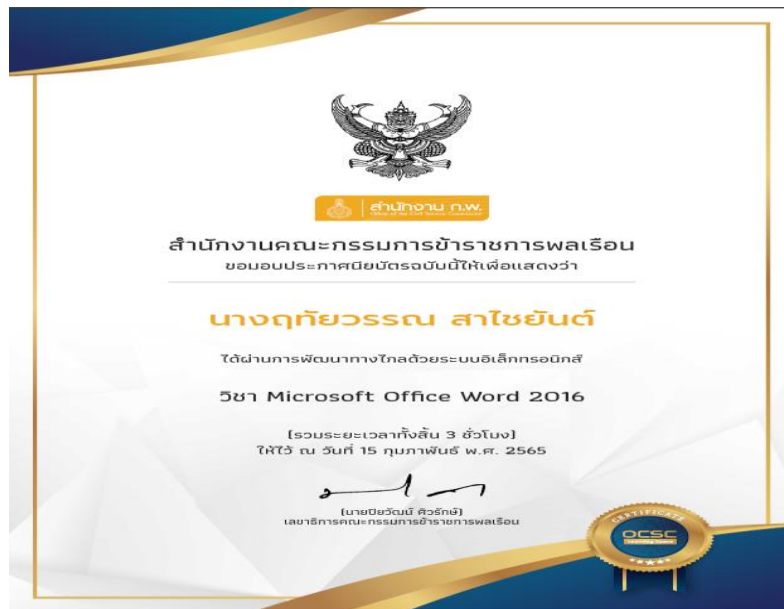 สำนักงาน ก.พ.
Office of the Civil Service Commission
สำนักงานคณะกรรมการข้าราชการพลเรือน
ขอมอบประกาศนียบัตรฉบับนี้ให้เพื่อแสดงว่า
นางฤทัยวรรณ สาไชยันต์
ได้ผ่านการพัฒนาทางไกลด้วยระบบอิเล็กทรอนิกส์
วิชา Microsoft Office Word 2016
(รวมระยะเวลาทั้งสิ้น 3 ชั่วโมง)
ให้ไว้ ณ วันที่ 15 กุมภาพันธ์ พ.ศ. 2565
(นายปิยวัฒน์ ศิวรักษ์)
เลขาธิการคณะกรรมการข้าราชการพลเรือน
CERTIFICATE
OCSC